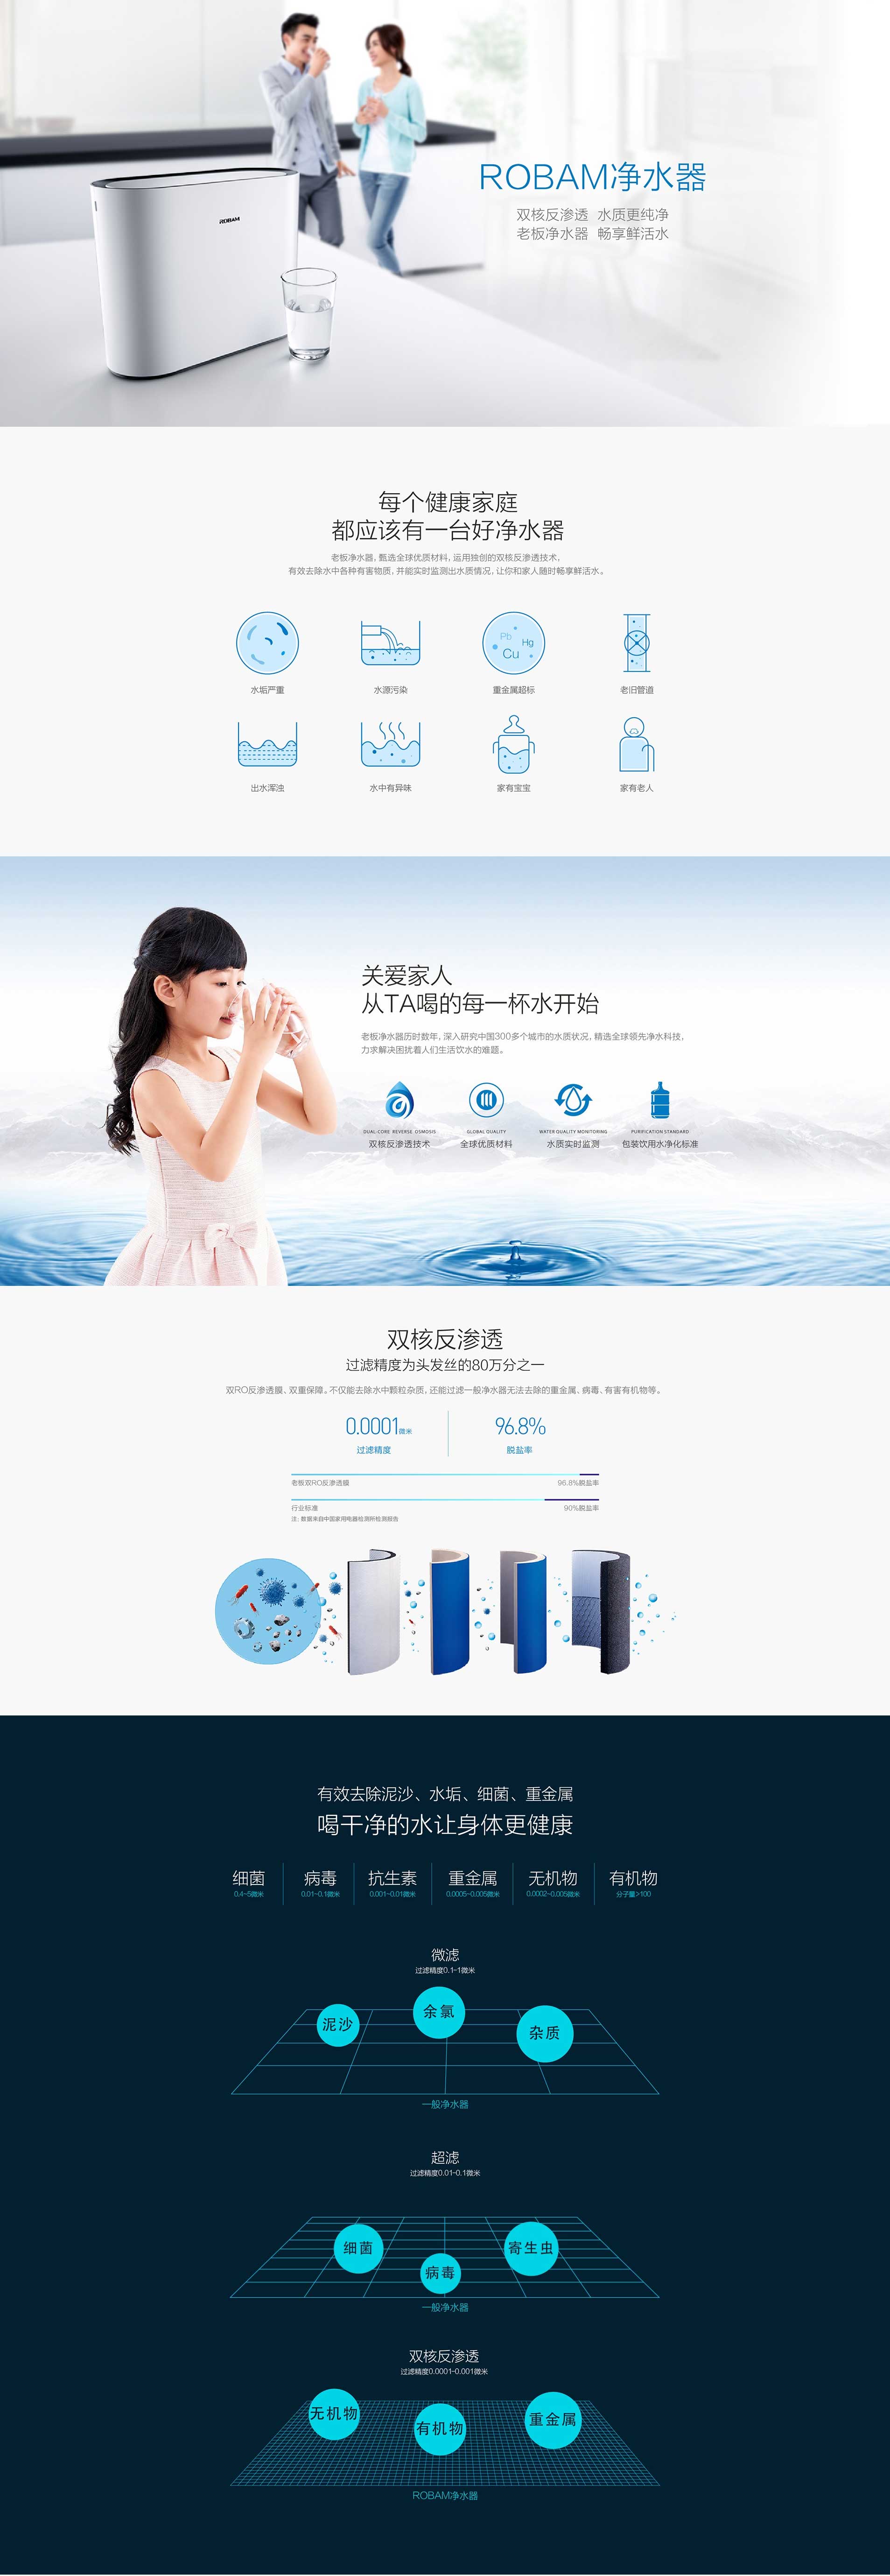 ROBAM
ROBAM净水器
双核反渗透 水质更纯净
老板净水器 畅享鲜活水
每个健康家庭
都应该有一台好净水器
老板净水器，甄选全球优质材料，运用独创的双核反渗透技术，
有效去除水中各种有害物质，并能实时监测出水质情况，让你和家人随时畅享鲜活水。
Pb
Hg
Cu
水垢严重
水源污染
重金属超标
老旧管道
出水浑浊
水中有异味
家有宝宝
家有老人
关爱家人
从TA喝的每一杯水开始
老板净水器历时数年，深入研究中国300多个城市的水质状况，精选全球领先净水科技，
力求解决困扰着人们生活饮水的难题。
DUAL-CORE REVERSE OSMOSIS
双核反渗透技术
GLOBAL QUALITY
全球优质材料
WATER QUALITY MONITORING
水质实时监测
PURIFICATION STANDARD
包装饮用水净化标准
双核反渗透
过滤精度为头发丝的80万分之一
双RO反渗透膜、双重保障。不仅能去除水中颗粒杂质，还能过滤一般净水器无法去除的重金属、病毒、有害有机物等。
0.0001微米
过滤精度
96.8%
脱盐率
老板双RO反渗透膜
96.8%脱盐率
行业标准
90%脱盐率
注：数据来自中国家用电器检测所检测报告
有效去除泥沙、水垢、细菌、重金属
喝干净的水让身体更健康
细菌
0.4-5微米
病毒
0.01-0.1微米
抗生素
0.001-0.01微米
重金属
0.0005-0.005微米
无机物
0.0002-0.005微米
有机物
分子量>100
微滤
过滤精度0.1-1微米
泥沙
余氯
杂质
一般净水器
超滤
过滤精度0.01-0.1微米
细菌
病毒
寄生虫
一般净水器
双核反渗透
过滤精度0.0001-0.001微米
无机物
有机物
重金属
ROBAM净水器